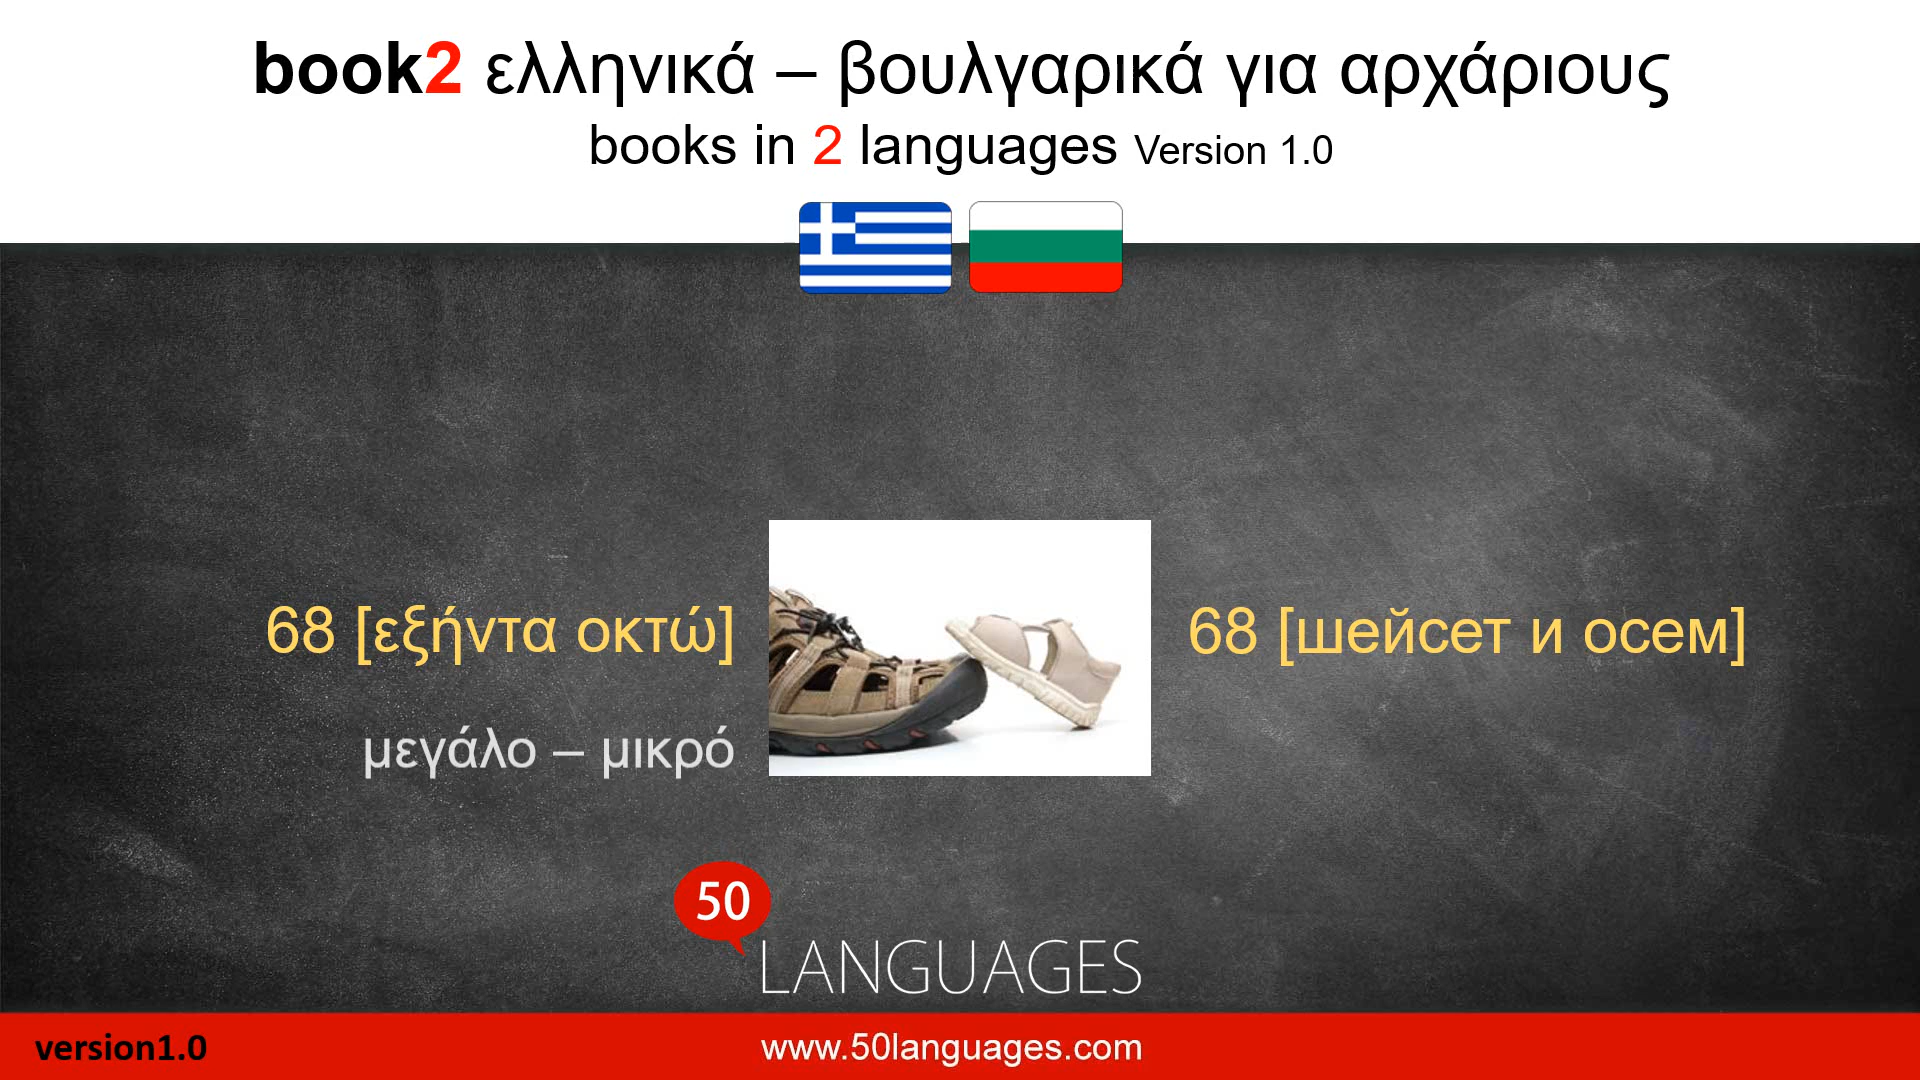 book2 ελληνικά – βουλγαρικά για αρχάριους
books in 2 languages Version 1.0
68 [εξήντα οκτώ]
68 [шейсет и осем]
μεγάλο – μικρό
50
LANGUAGES
version1.0
www.50languages.com